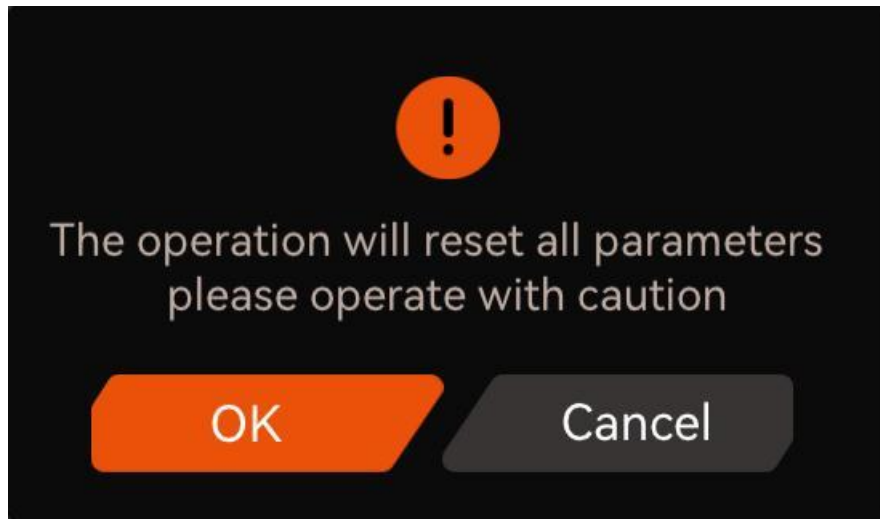 The operation will reset all parameters
please operate with caution
OK
Cancel